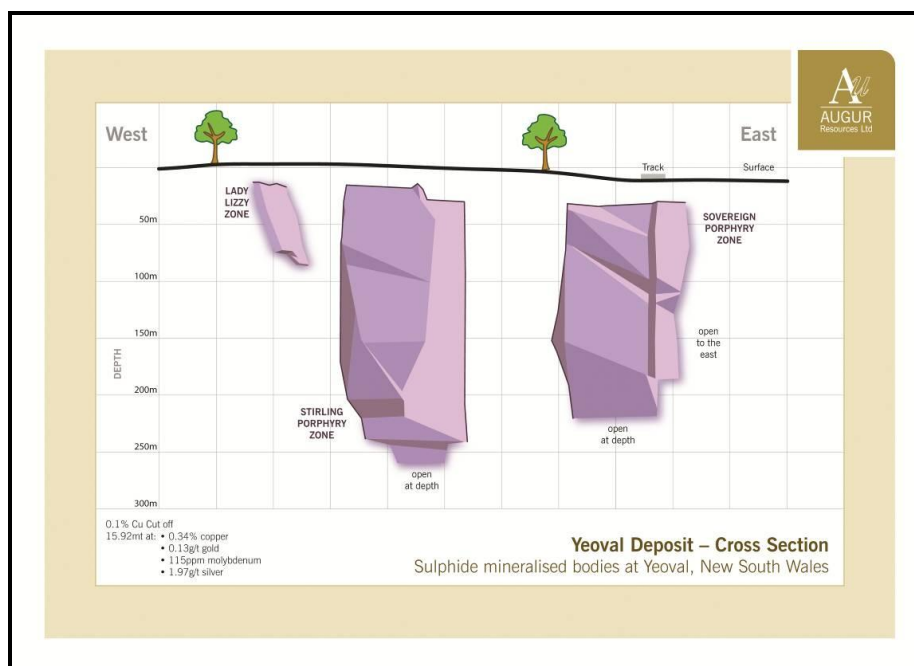 Au
AUGUR
Resources Ltd
West
East
Track
Surface
LADY
LIZZY
ZONE
SOVEREIGN
PORPHYRY
ZONE
50m
100m
150m
200m
250m
300m
DEPTH
open
to the
east
STIRLING
PORPHYRY
ZONE
open
at depth
open
at depth
0.1% Cu Cut off
15.92mt at: • 0.34% copper
• 0.13g/t gold
• 115ppm molybdenum
• 1.97g/t silver
Yeoval Deposit – Cross Section
Sulphide mineralised bodies at Yeoval, New South Wales